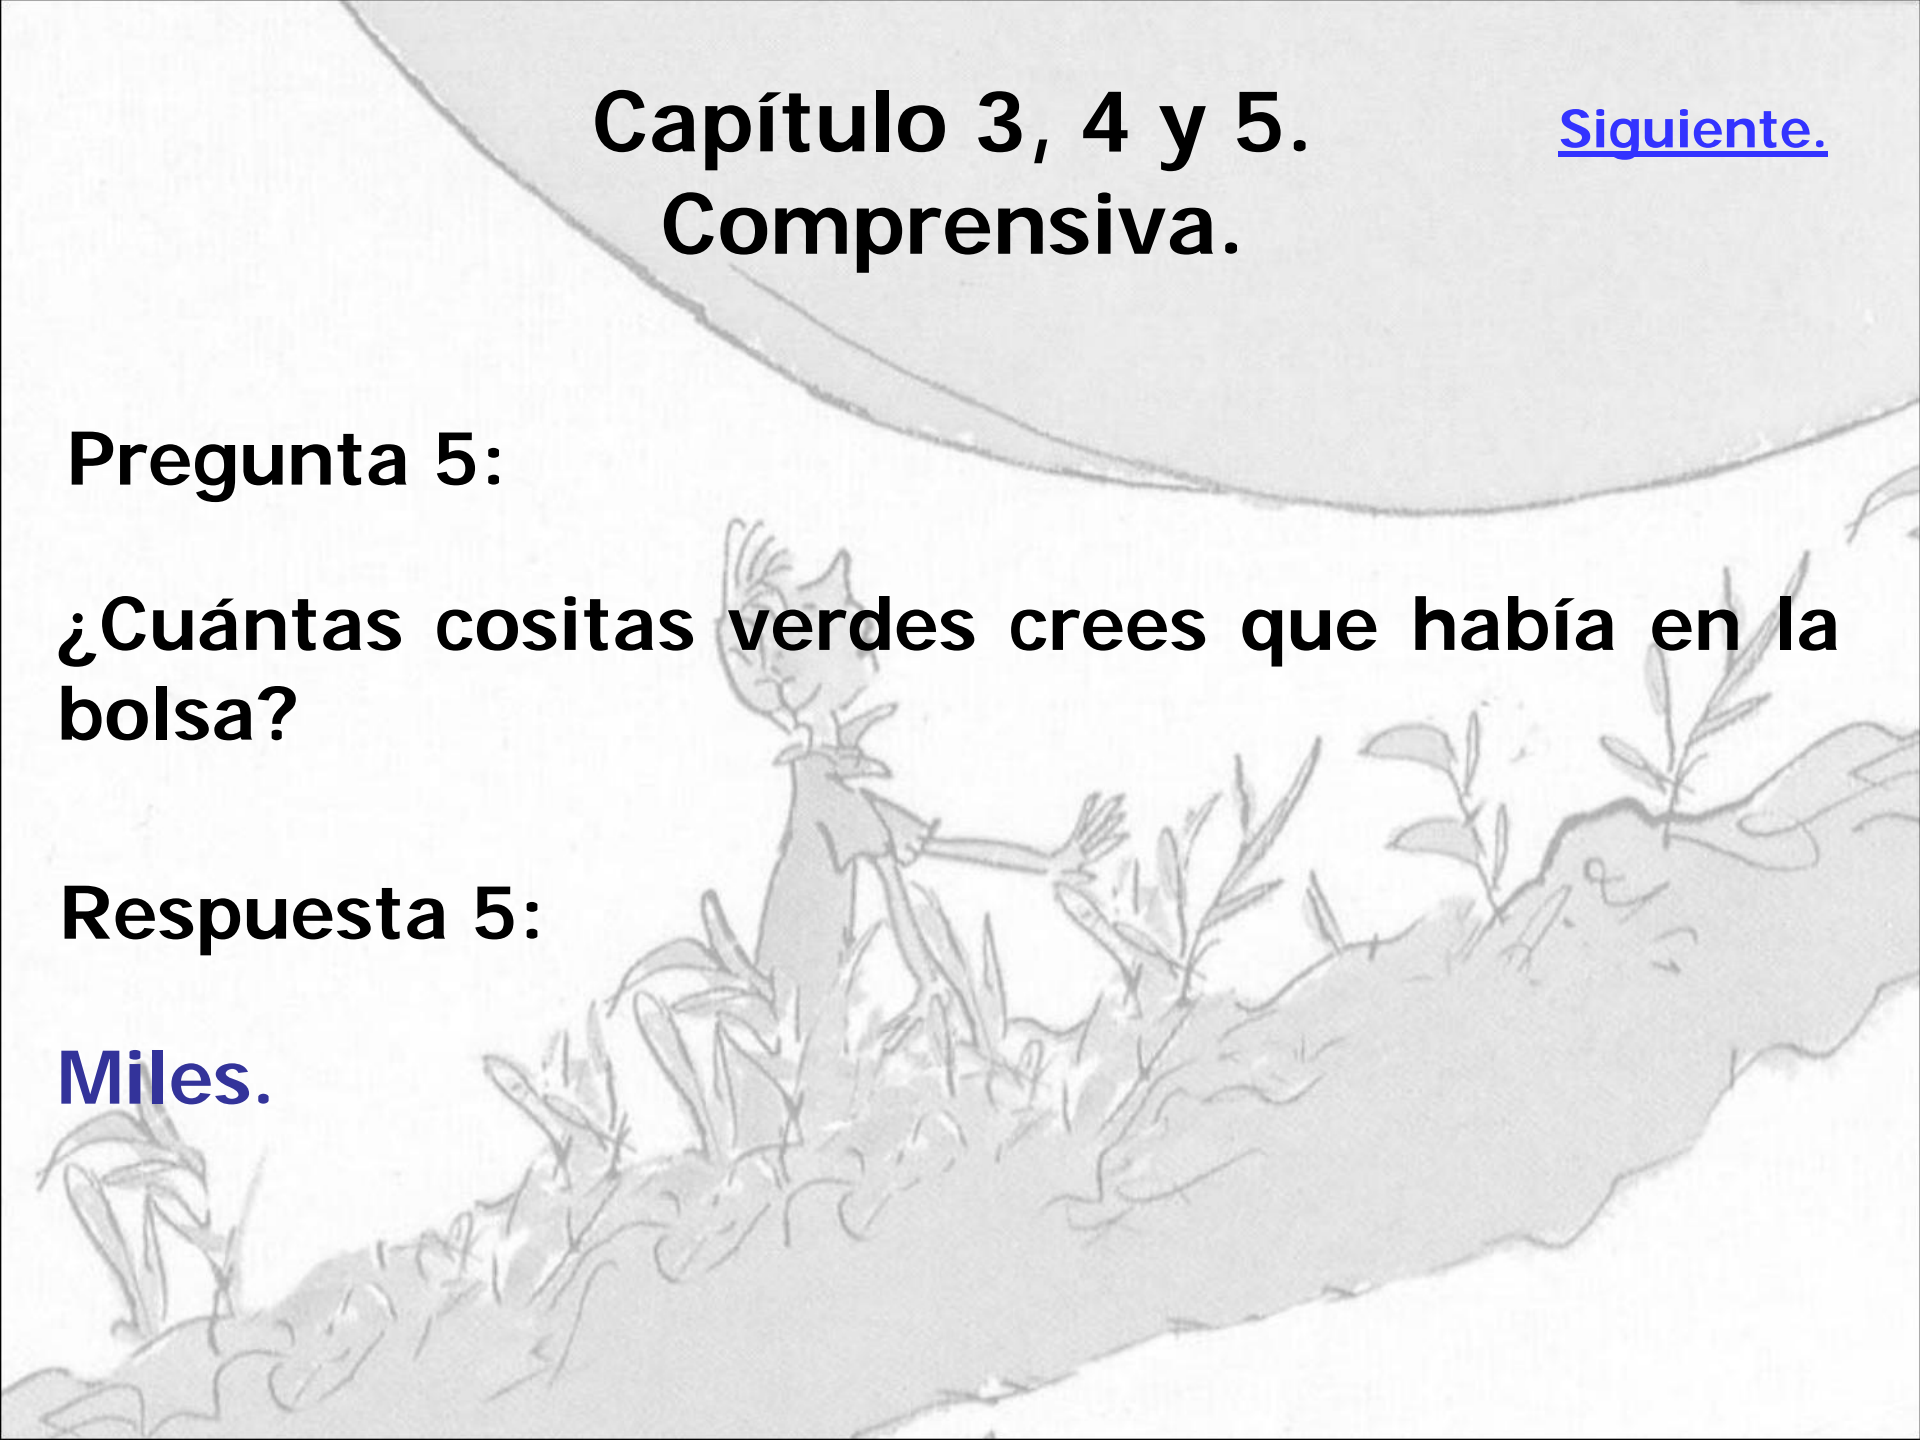 Capítulo 3, 4 y 5.
Comprensiva.
Siguiente.
Pregunta 5:
¿Cuántas cositas verdes crees que había en la
bolsa?
Respuesta 5:
Miles.